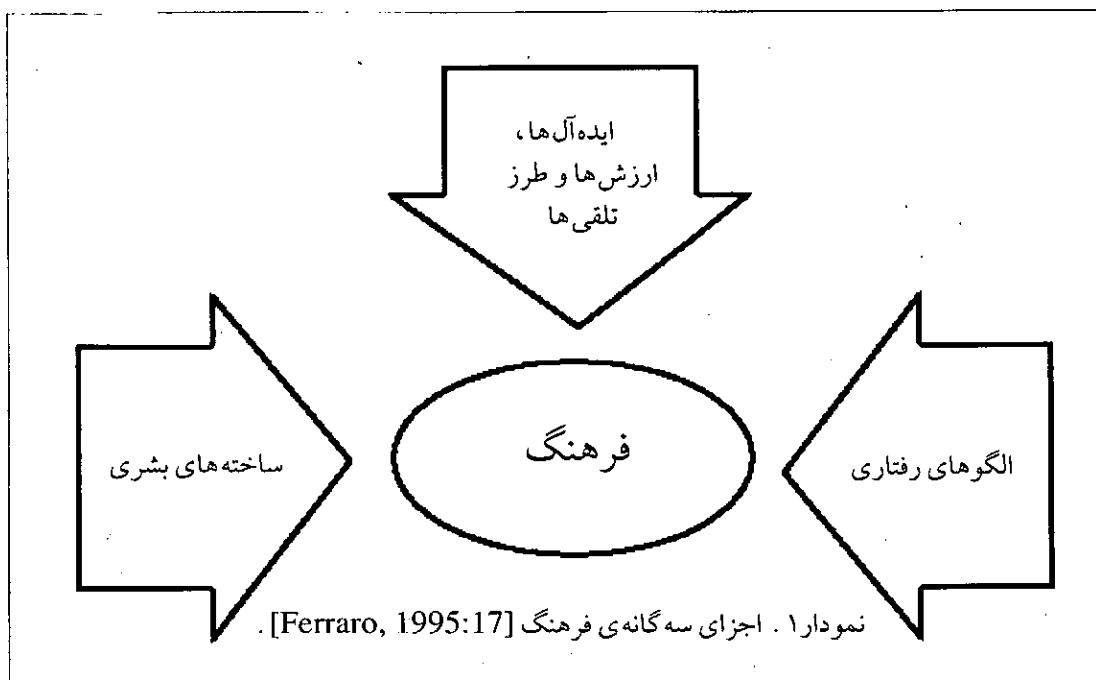 ایده‌آل‌ها،
ارزش‌ها و طرز
تلقی‌ها
الگوهای رفتاری
فرهنگ
ساخته‌های بشری
نمودار۱ . اجزای سه‌گانه‌ی فرهنگ [Ferraro, 1995:17] .